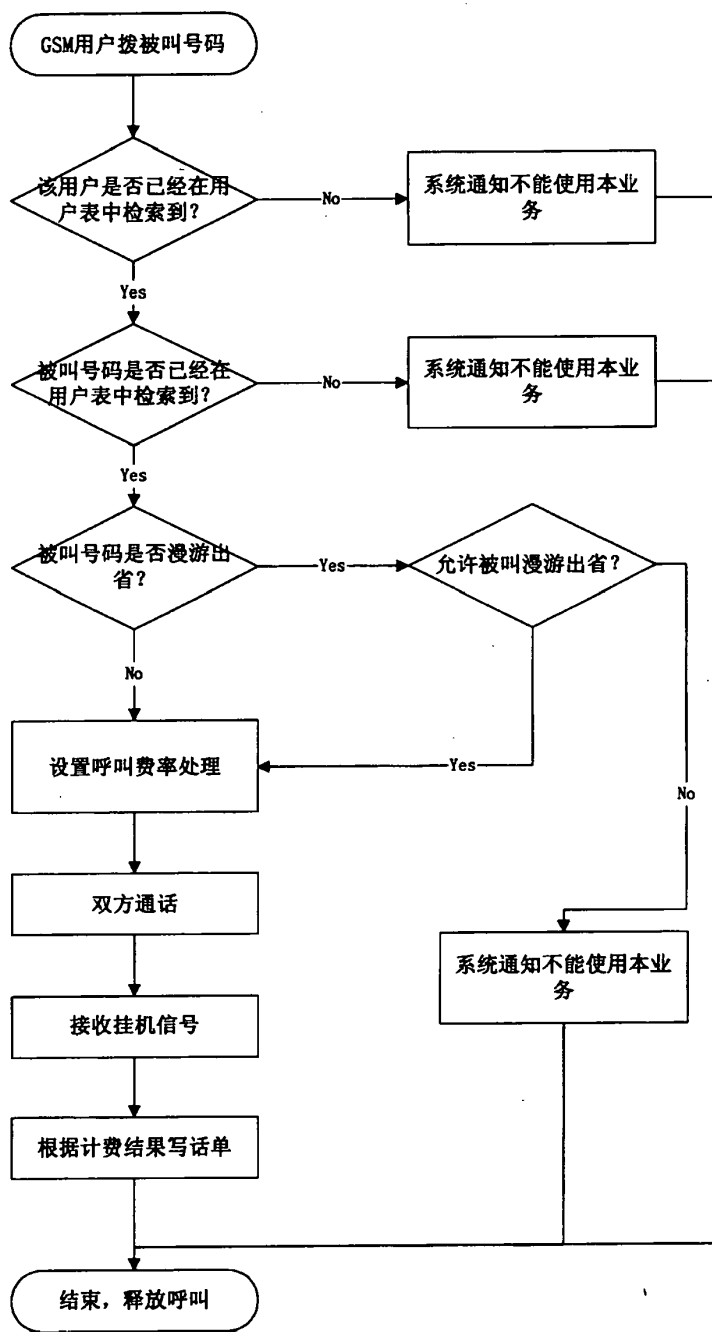 GSM用户拨被叫号码
该用户是否已经在用
户表中检索到？
No
系统通知不能使用本业
务
Yes
被叫号码是否已经在
用户表中检索到？
No
系统通知不能使用本业
务
Yes
被叫号码是否漫游出
省？
Yes
允许被叫漫游出省？
No
设置呼叫费率处理
Yes
No
双方通话
系统通知不能使用本业
务
接收挂机信号
根据计费结果写话单
结束，释放呼叫